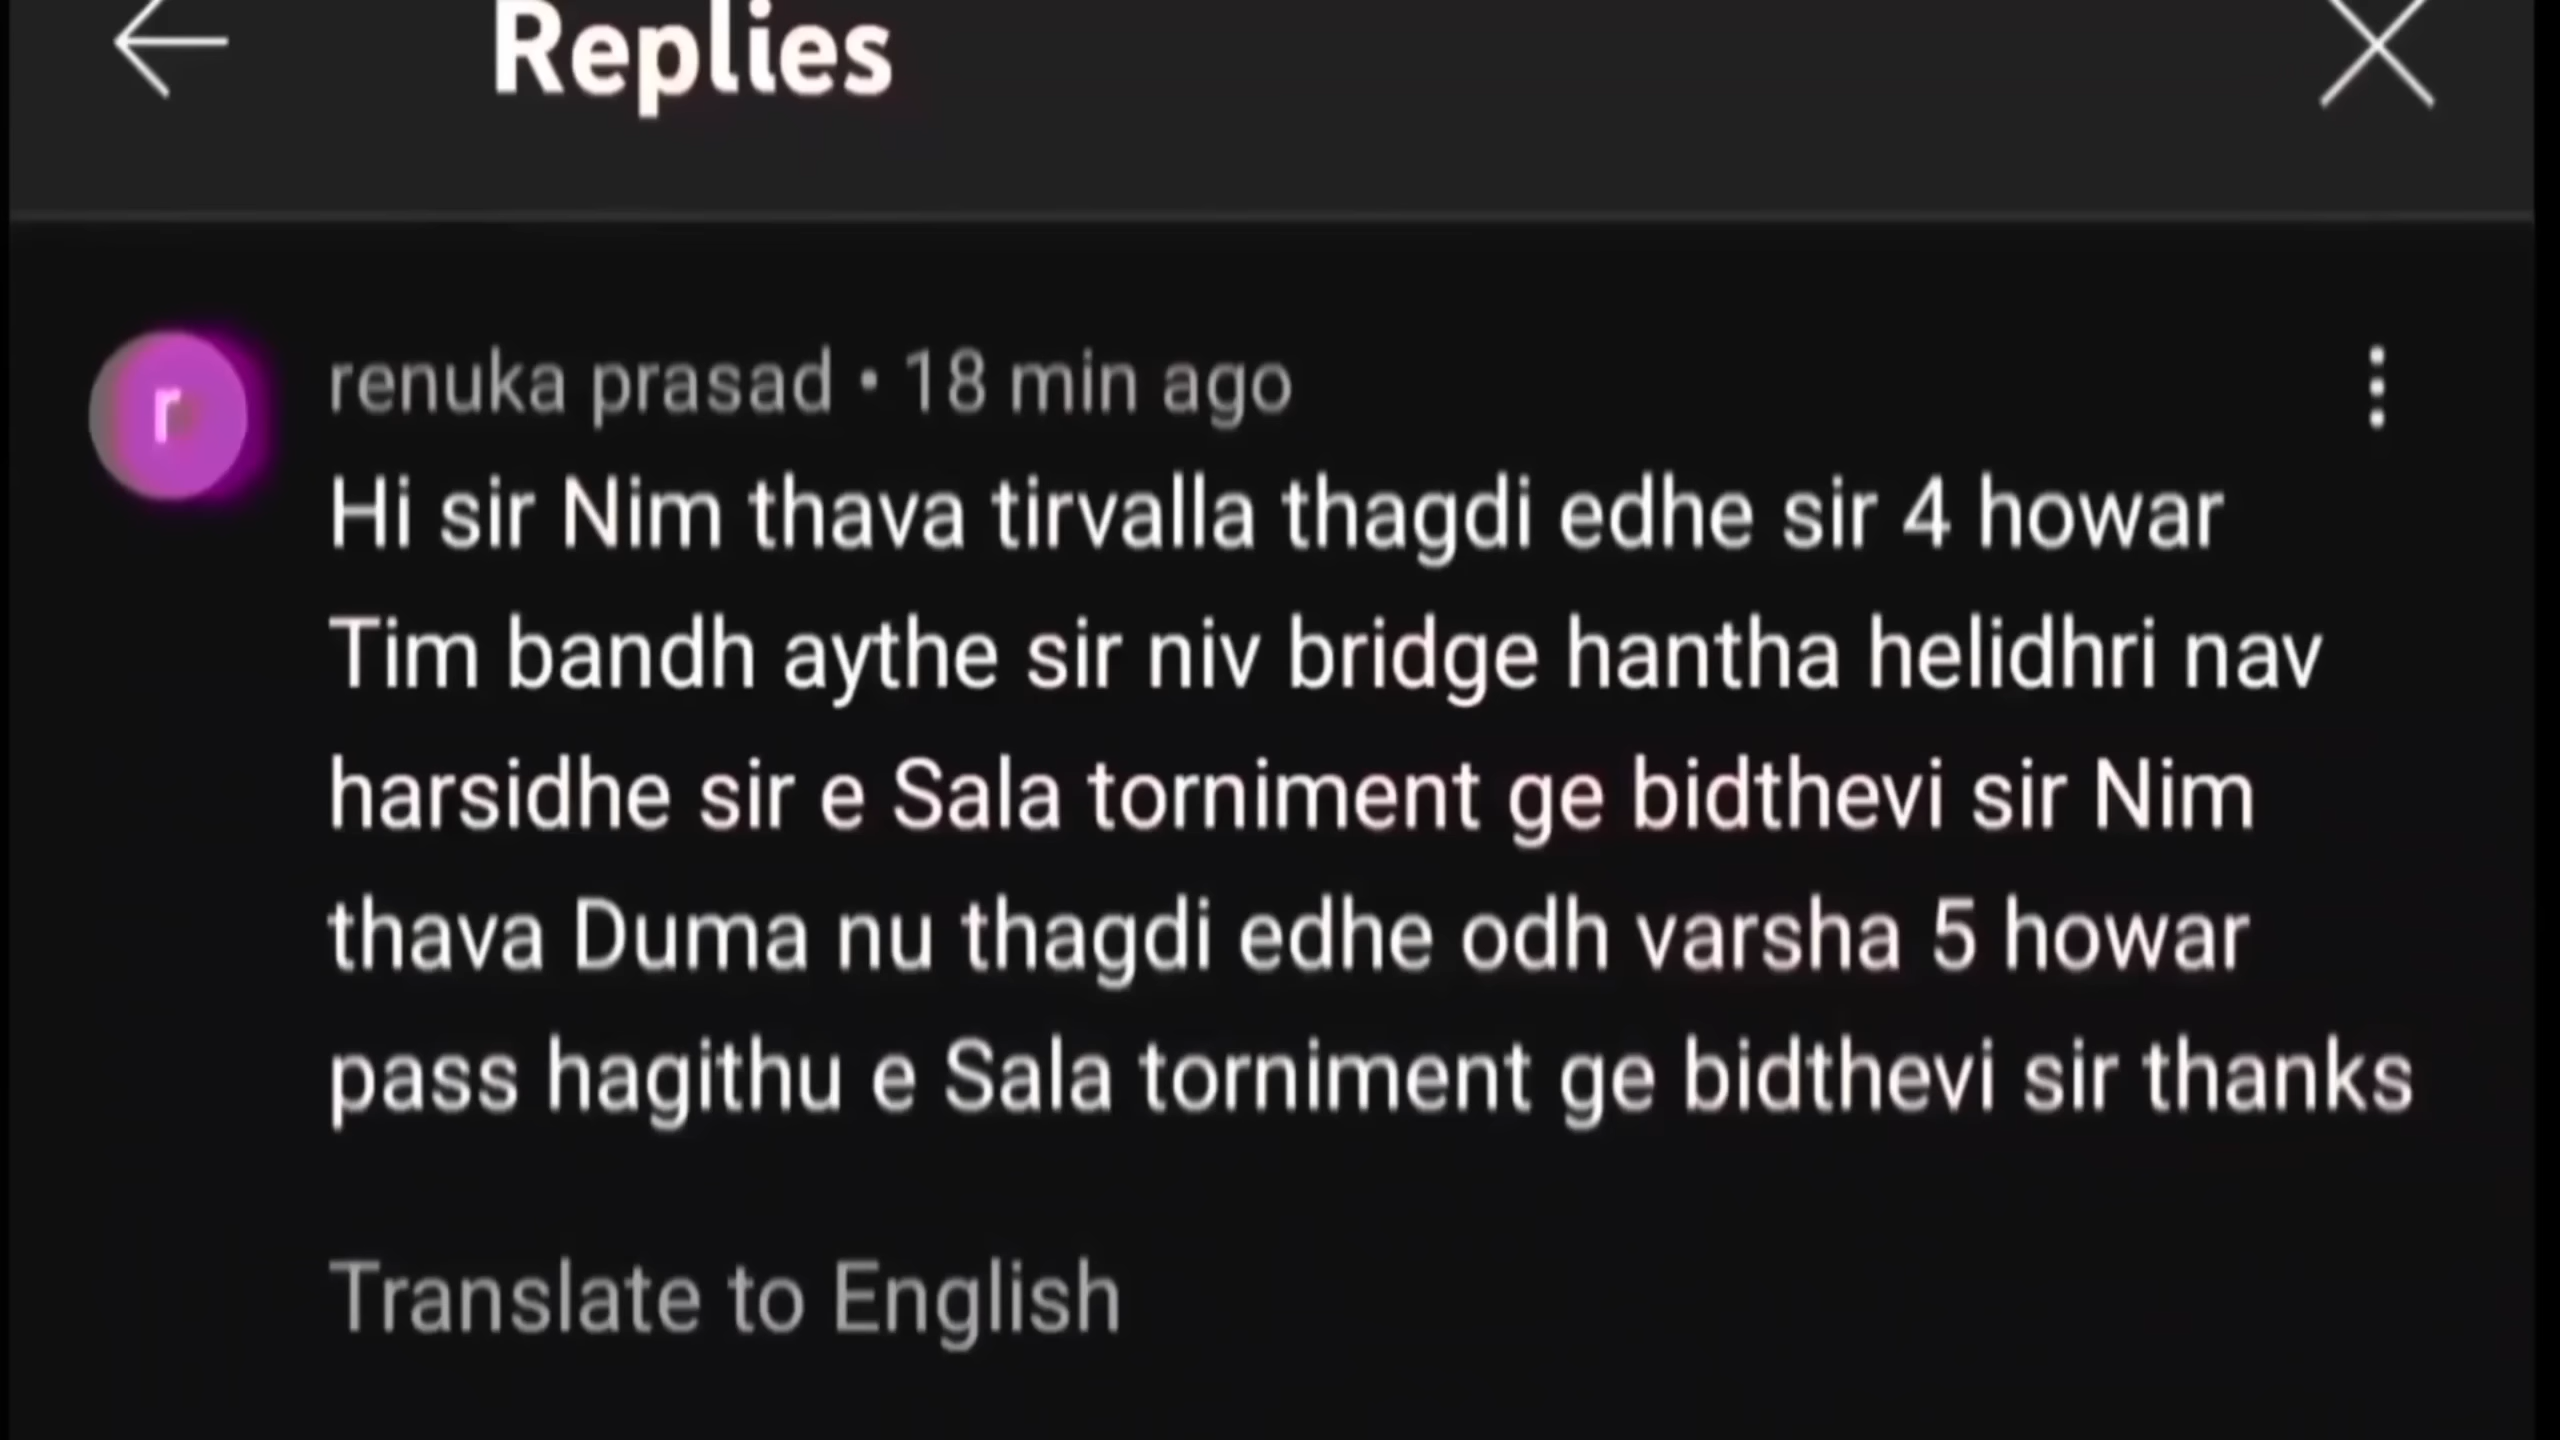 Replies
renuka prasad • 18 min ago
r
Hi sir Nim thava tirvalla thagdi edhe sir 4 howar
Tim bandh aythe sir niv bridge hantha helidhri nav
harsidhe sir e Sala torniment ge bidthevi sir Nim
thava Duma nu thagdi edhe odh varsha 5 howar
pass hagithu e Sala torniment ge bidthevi sir thanks
Translate to English